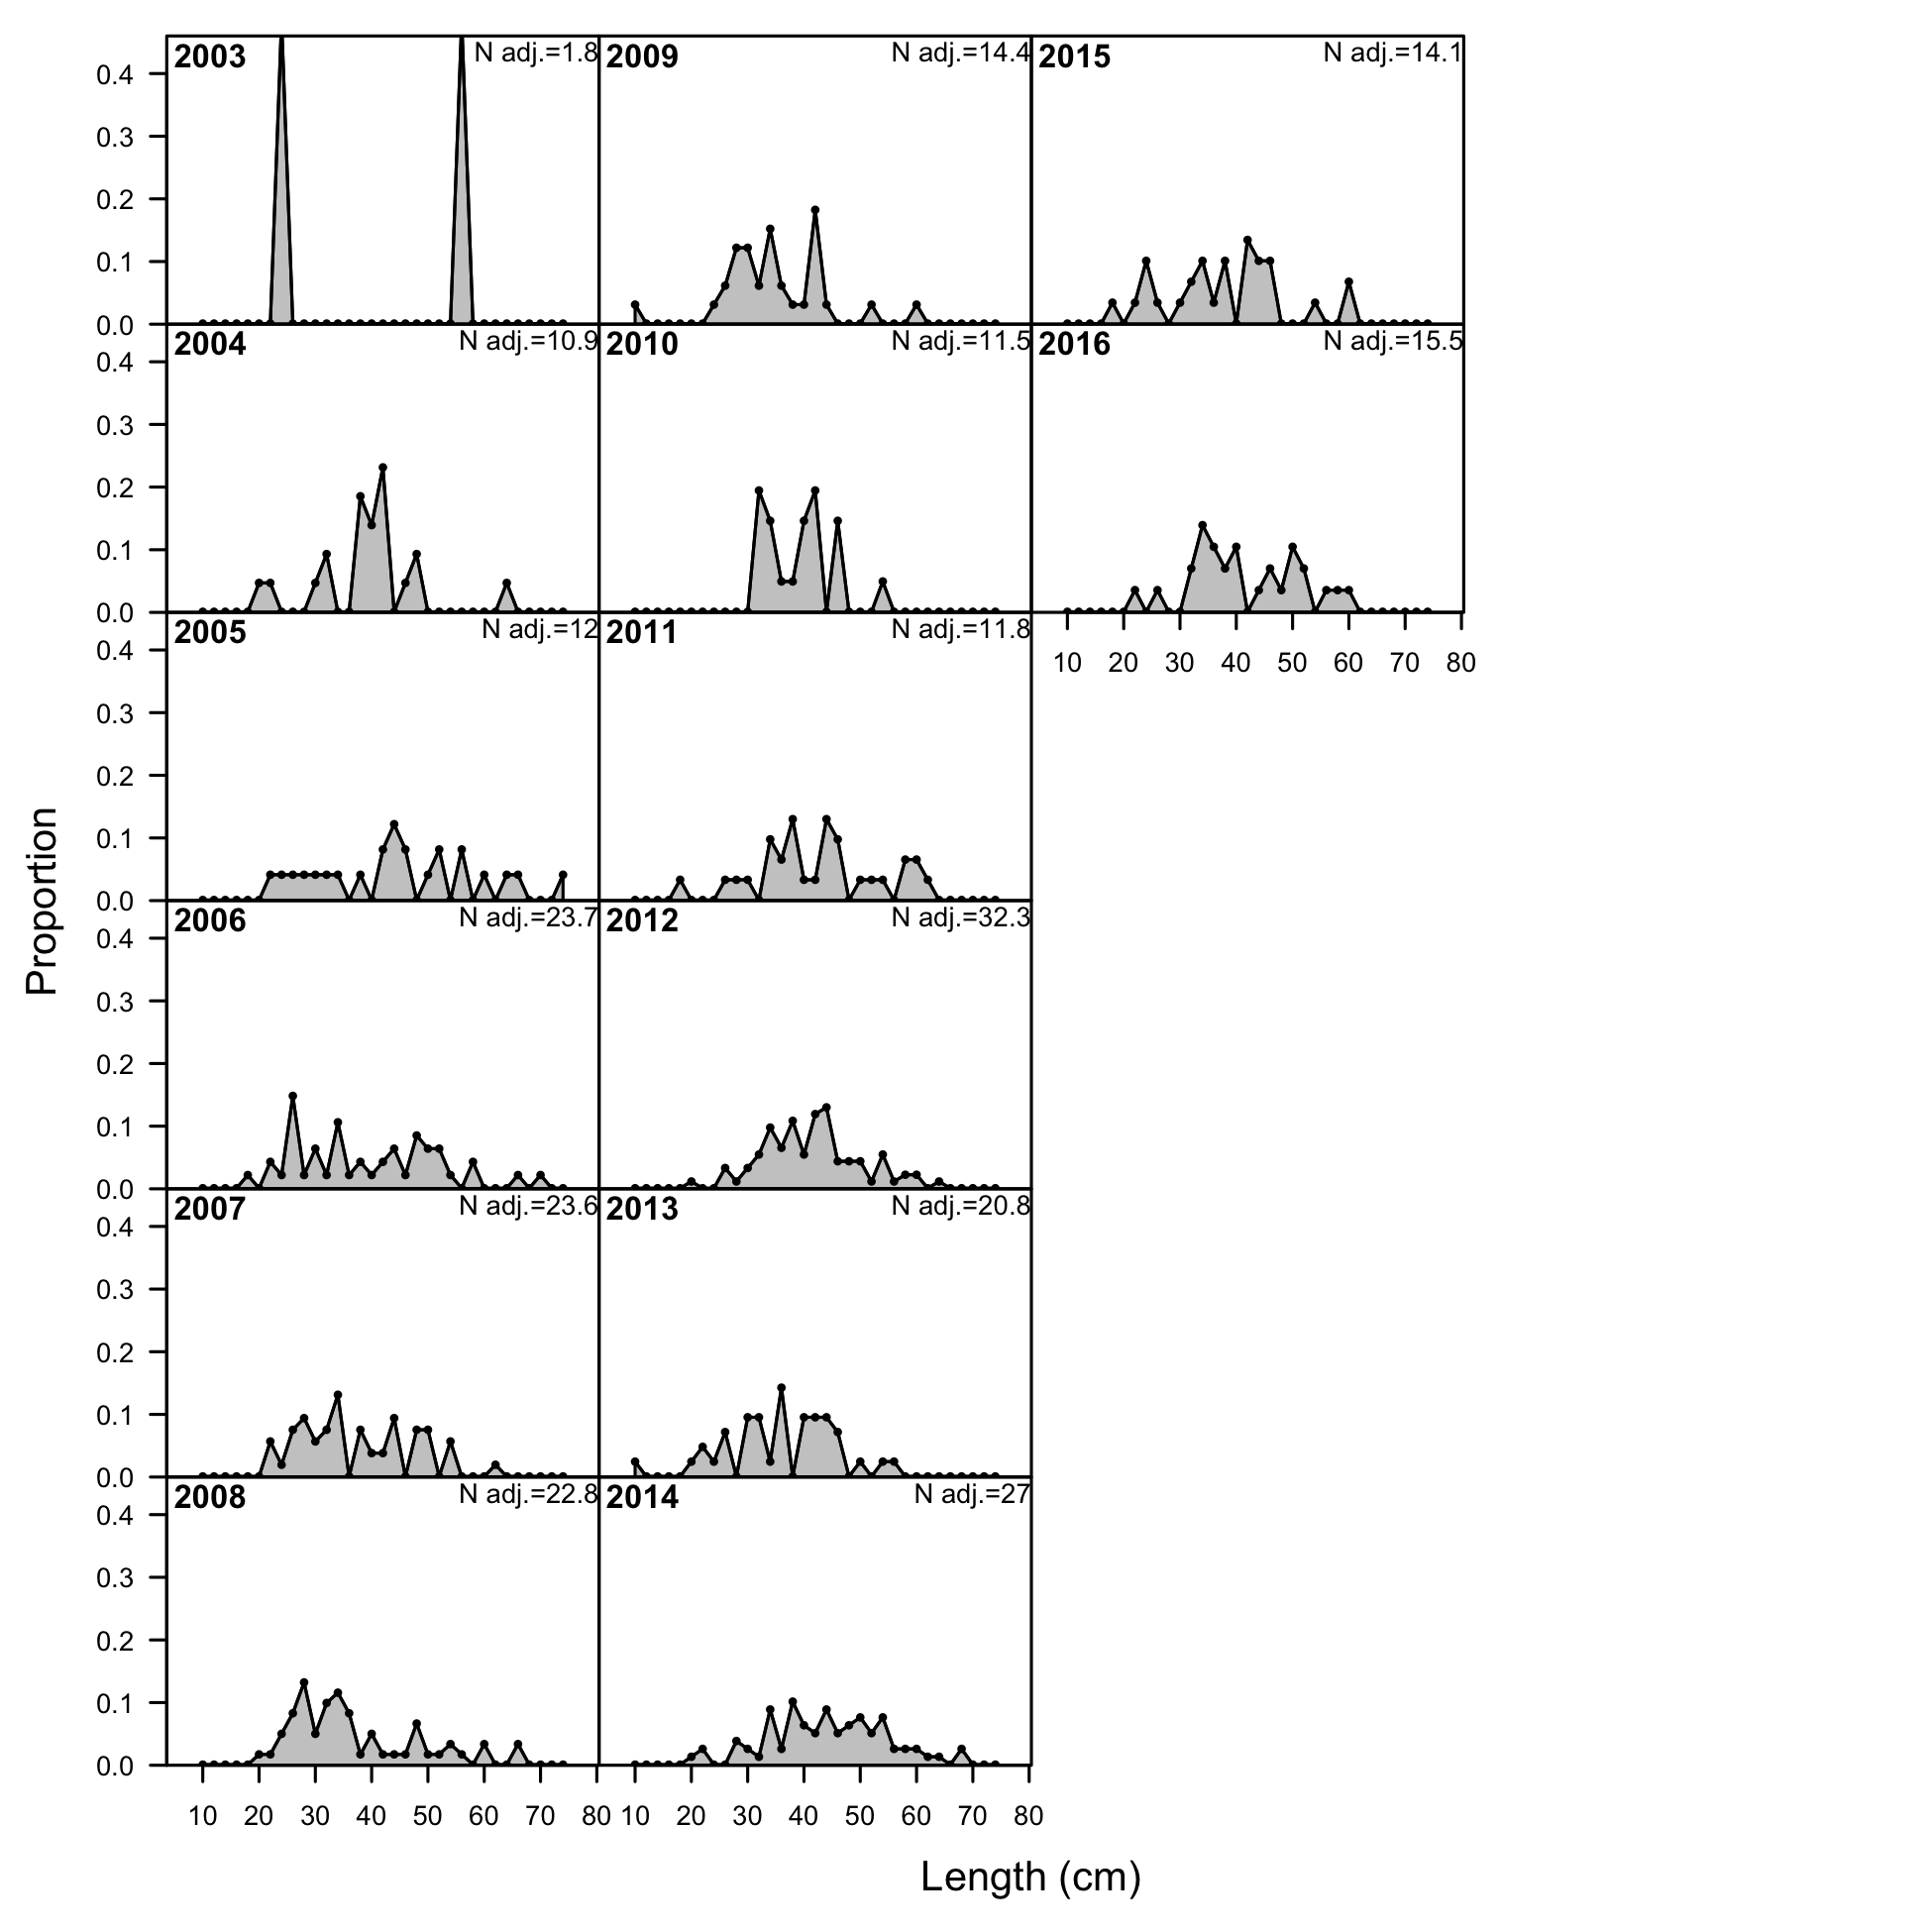 Proportion
2003 N adj.=1.8
0.4
0.3
0.2
0.1
0.0
2004 N adj.=10.9
0.4
0.3
0.2
0.1
0.0
2005 N adj.=12
0.4
0.3
0.2
0.1
0.0
2006 N adj.=23.7
0.4
0.3
0.2
0.1
0.0
2007 N adj.=23.6
0.4
0.3
0.2
0.1
0.0
2008 N adj.=22.8
0.4
0.3
0.2
0.1
0.0
10 20 30 40 50 60 70 80
2009 N adj.=14.4
2010 N adj.=11.5
2011 N adj.=11.8
2012 N adj.=32.3
2013 N adj.=20.8
2014 N adj.=27
10 20 30 40 50 60 70 80
2015 N adj.=14.1
2016 N adj.=15.5
10 20 30 40 50 60 70 80
Length (cm)